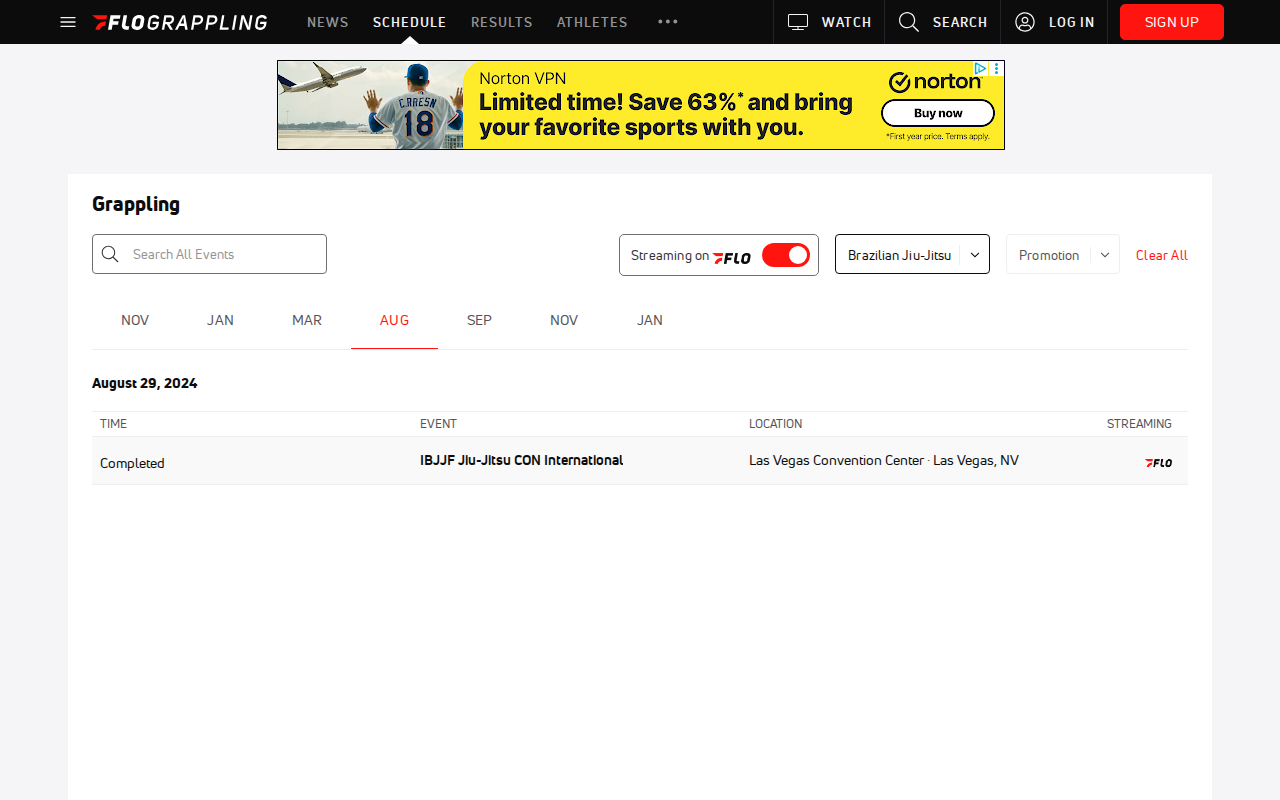 FLOGRAPPLING NEWS SCHEDULE RESULTS ATHLETES WATCH SEARCH LOG IN SIGN UP
Norton VPN
Limited time! Save 63%* and bring
your favorite sports with you.
C.RRESN
18
norton
Buy now
*First year price. Terms apply.
Grappling
Search All Events
Streaming on FLO
Brazilian Jiu-Jitsu
Promotion
Clear All
NOV JAN MAR AUG SEP NOV JAN
August 29, 2024
TIME EVENT LOCATION STREAMING
Completed IBJJF Jiu-Jitsu CON International Las Vegas Convention Center · Las Vegas, NV FLO